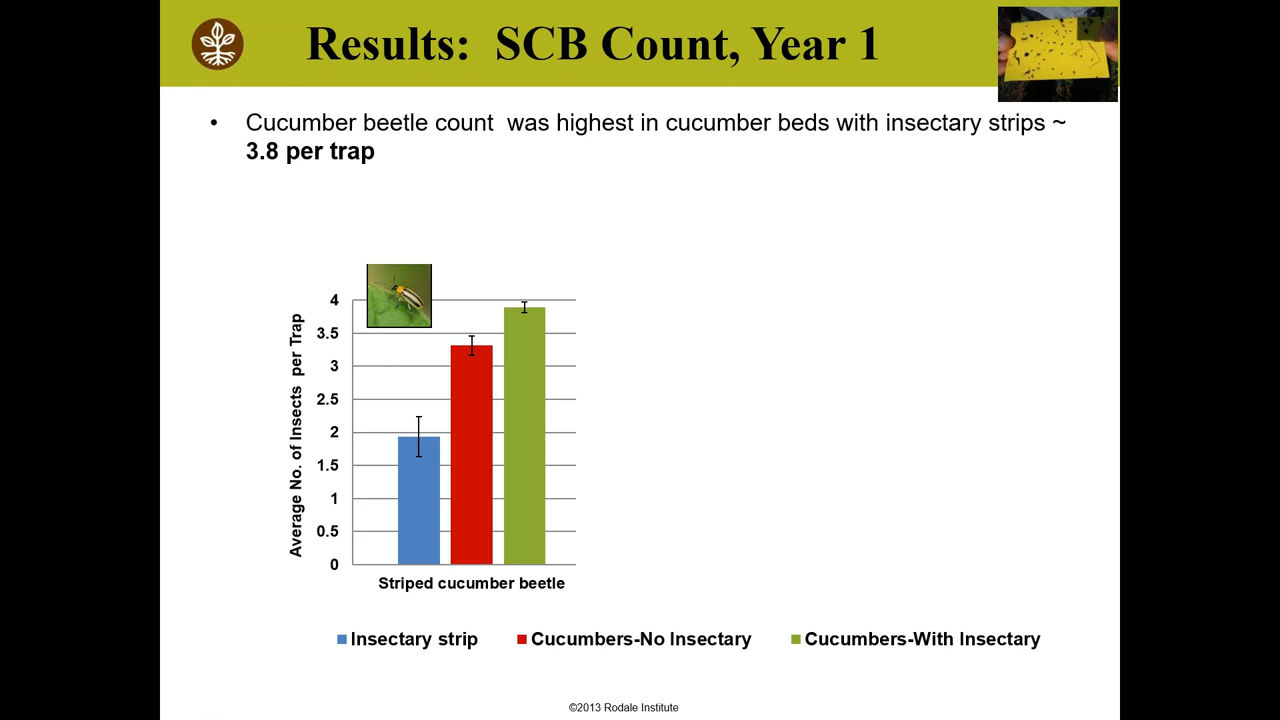 Results: SCB Count, Year 1
• Cucumber beetle count was highest in cucumber beds with insectary strips ~
3.8 per trap
Average No. of Insects per Trap
4
3.5
3
2.5
2
1.5
1
0.5
0
Striped cucumber beetle
Insectary strip
Cucumbers-No Insectary
Cucumbers-With Insectary
©2013 Rodale Institute